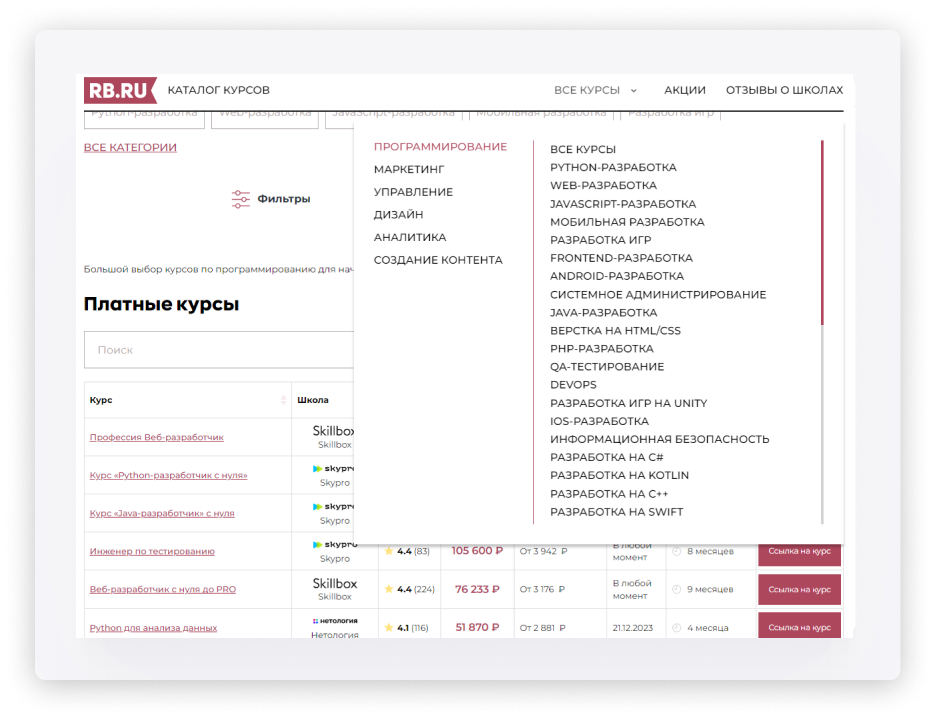 RB.RU КАТАЛОГ КУРСОВ ВСЕ КУРСЫ АКЦИИ ОТЗЫВЫ О ШКОЛАХ
Python-разработка Web-разработка JavaScript-разработка Мобильная разработка Разработка игр
ВСЕ КАТЕГОРИИ
Фильтры
Большой выбор курсов по программированию для нач
Платные курсы
Поиск
ПРОГРАММИРОВАНИЕ
МАРКЕТИНГ
УПРАВЛЕНИЕ
ДИЗАЙН
АНАЛИТИКА
СОЗДАНИЕ КОНТЕНТА
ВСЕ КУРСЫ
PYTHON-РАЗРАБОТКА
WEB-РАЗРАБОТКА
JAVASCRIPT-РАЗРАБОТКА
МОБИЛЬНАЯ РАЗРАБОТКА
РАЗРАБОТКА ИГР
FRONTEND-РАЗРАБОТКА
ANDROID-РАЗРАБОТКА
СИСТЕМНОЕ АДМИНИСТРИРОВАНИЕ
JAVA-РАЗРАБОТКА
ВЕРСТКА НА HTML/CSS
PHP-РАЗРАБОТКА
QA-ТЕСТИРОВАНИЕ
DEVOPS
РАЗРАБОТКА ИГР НА UNITY
IOS-РАЗРАБОТКА
ИНФОРМАЦИОННАЯ БЕЗОПАСНОСТЬ
РАЗРАБОТКА НА C#
РАЗРАБОТКА НА KOTLIN
РАЗРАБОТКА НА C++
РАЗРАБОТКА НА SWIFT
Курс Школа
Профессия Веб-разработчик Skillbox
Skillbox
Курс «Python-разработчик с нуля» skypro
Skypro
Курс «Java-разработчик» с нуля skypro
Skypro
Инженер по тестированию skypro 4.4 (83) 105 600 ₽ От 3 942 ₽ В любой 8 месяцев Ссылка на курс
Skypro момент
Веб-разработчик с нуля до PRO Skillbox 4.4 (224) 76 233 ₽ От 3 176 ₽ В любой 9 месяцев Ссылка на курс
Skillbox момент
Python для анализа данных нетология 4.1 (116) 51 870 ₽ От 2 881 ₽ 21.12.2023 4 месяца Ссылка на курс
Нетология